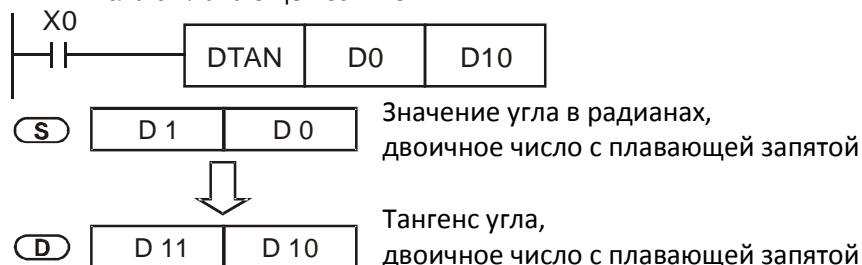 X0
DTAN D0 D10
S D 1 D 0 Значение угла в радианах,
двоичное число с плавающей запятой
D D 11 D 10 Тангенс угла,
двоичное число с плавающей запятой